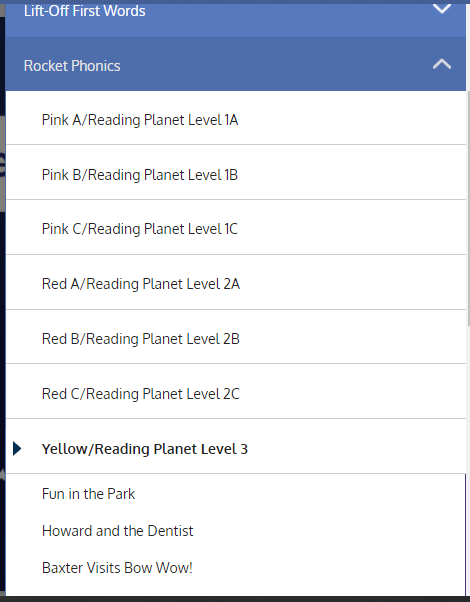 Lift-Off First Words
Rocket Phonics
Pink A/Reading Planet Level 1A
Pink B/Reading Planet Level 1B
Pink C/Reading Planet Level 1C
Red A/Reading Planet Level 2A
Red B/Reading Planet Level 2B
Red C/Reading Planet Level 2C
Yellow/Reading Planet Level 3
Fun in the Park
Howard and the Dentist
Baxter Visits Bow Wow!